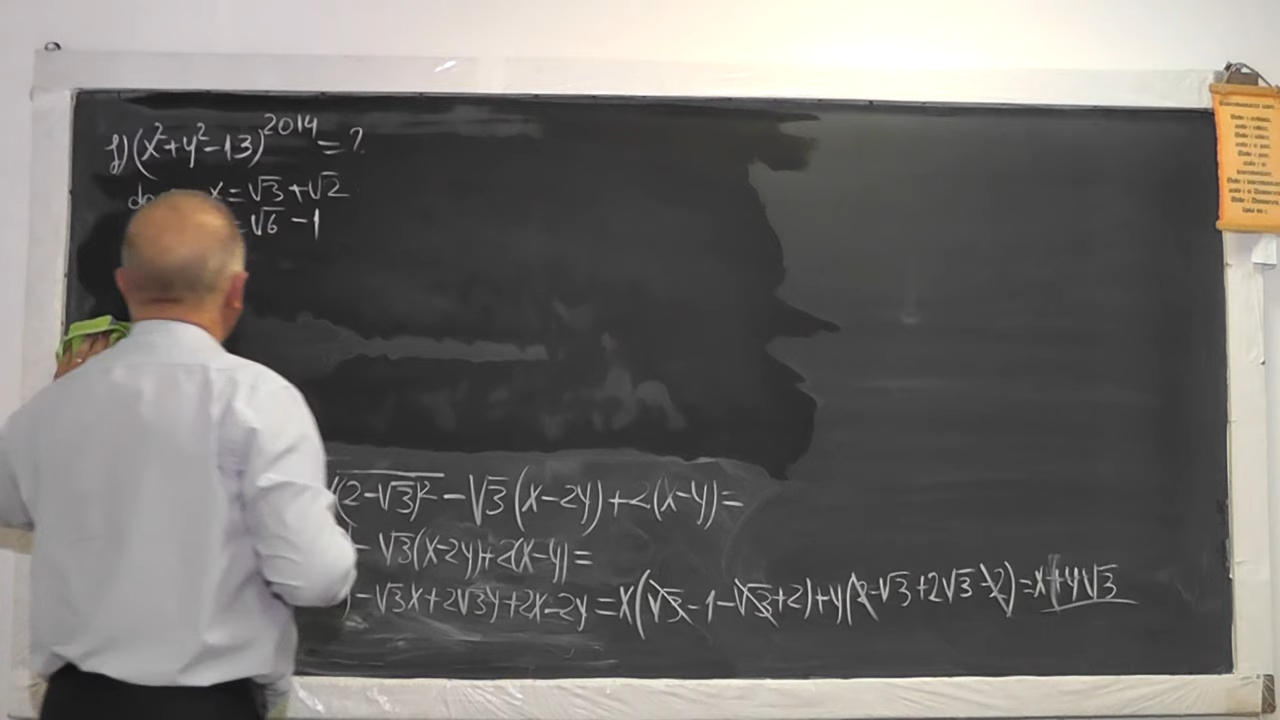 f) (x²+y²-13)²⁰¹⁴=?
x=√3+√2
=√6-1
√(2-√3)² -√3(x-2y)+2(x-y)=
-√3(x-2y)+2(x-y)=
)-√3x+2√3y+2x-2y=x(√3-1-√3+2)+y(2-√3+2√3-2)=x+y√3